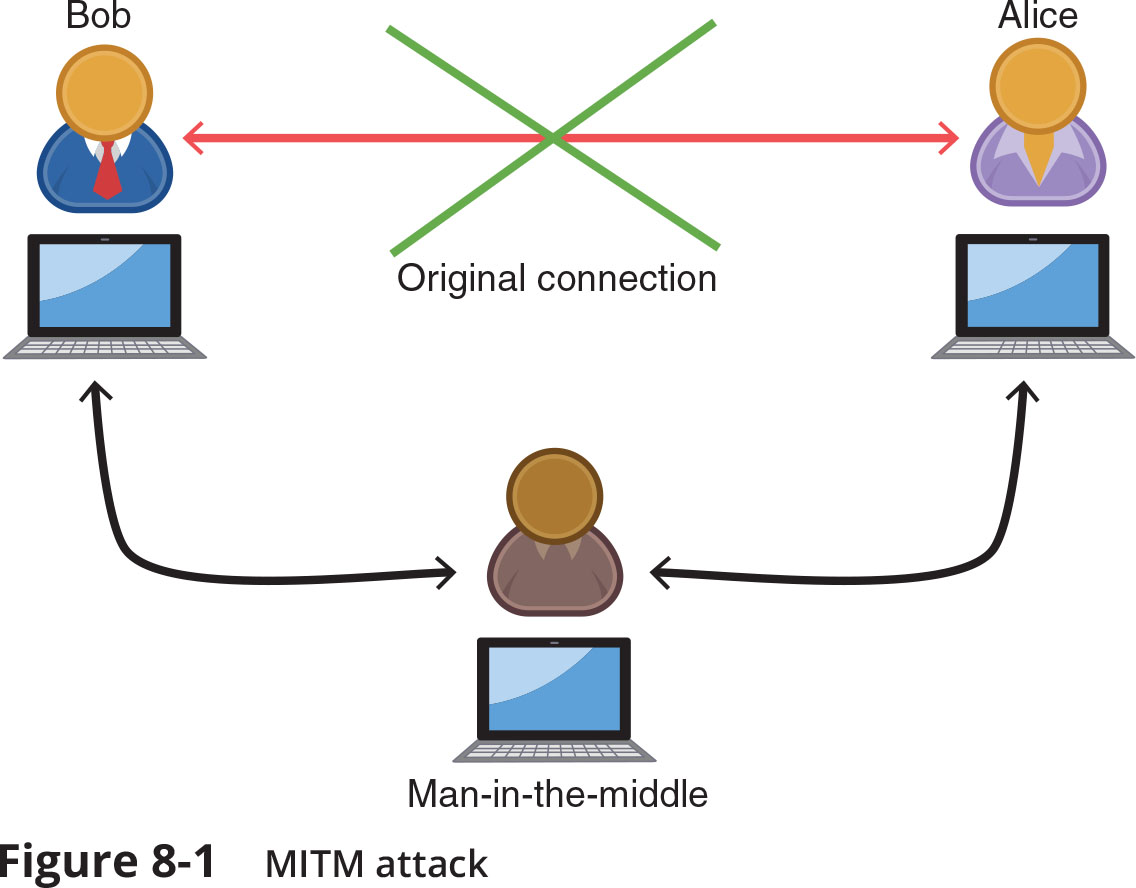 Bob
Alice
Original connection
Man-in-the-middle
Figure 8-1 MITM attack